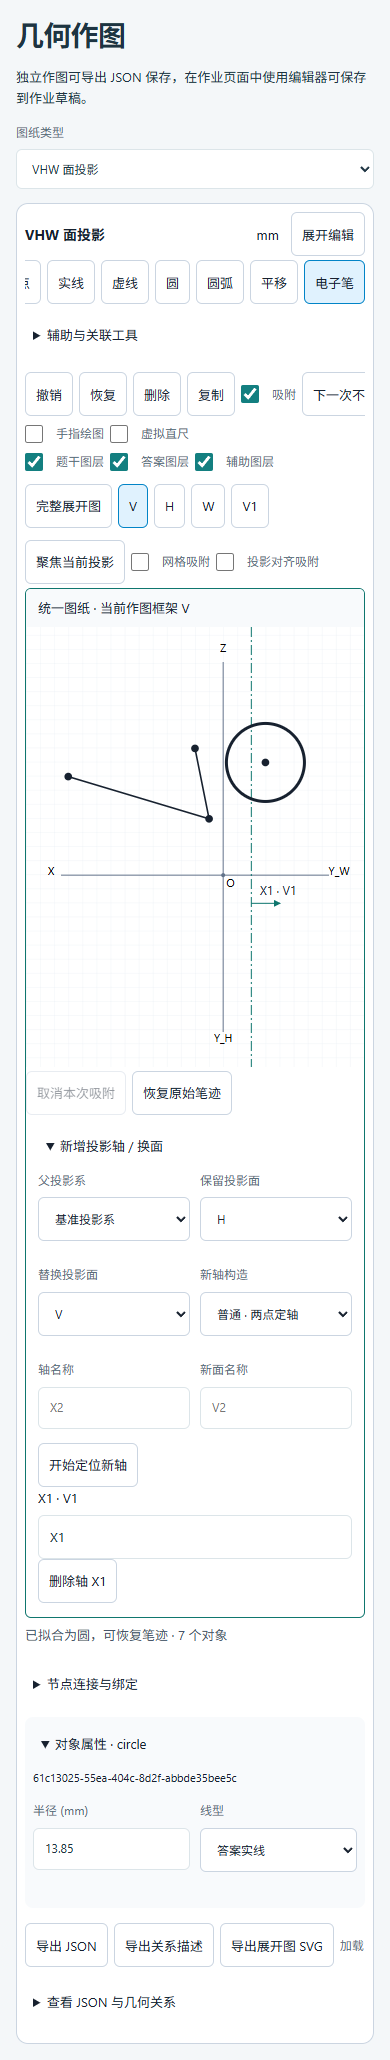 几何作图
独立作图可导出 JSON 保存，在作业页面中使用编辑器可保存
到作业草稿。
图纸类型
VHW 面投影
VHW 面投影 mm 展开编辑
实线 虚线 圆 圆弧 平移 电子笔
▶ 辅助与关联工具
撤销 恢复 删除 复制 吸附 下一次不
手指绘图 虚拟直尺
题干图层 答案图层 辅助图层
完整展开图 V H W V1
聚焦当前投影 网格吸附 投影对齐吸附
统一图纸 · 当前作图框架 V
Z
X Y_W
O
X1 · V1
Y_H
取消本次吸附 恢复原始笔迹
▼ 新增投影轴 / 换面
父投影系 保留投影面
基准投影系 H
替换投影面 新轴构造
V 普通 · 两点定轴
轴名称 新面名称
X2 V2
开始定位新轴
X1 · V1
X1
删除轴 X1
已拟合为圆，可恢复笔迹 · 7 个对象
▶ 节点连接与绑定
▼ 对象属性 · circle
61c13025-55ea-404c-8d2f-abbde35bee5c
半径 (mm) 线型
13.85 答案实线
导出 JSON 导出关系描述 导出展开图 SVG 加载
▶ 查看 JSON 与几何关系